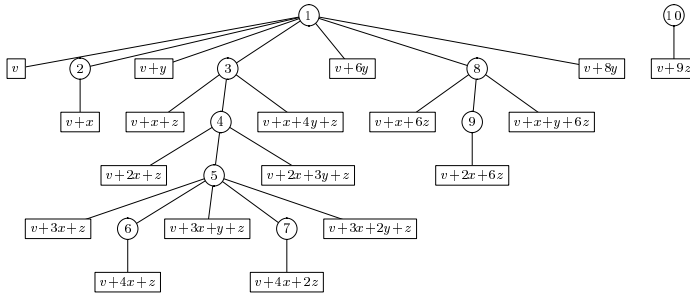 1 10
v 2 v+y 3 v+6y 8 v+8y v+9z
v+x v+x+z 4 v+x+4y+z v+x+6z 9 v+x+y+6z
v+2x+z 5 v+2x+3y+z v+2x+6z
v+3x+z 6 v+3x+y+z 7 v+3x+2y+z
v+4x+z v+4x+2z